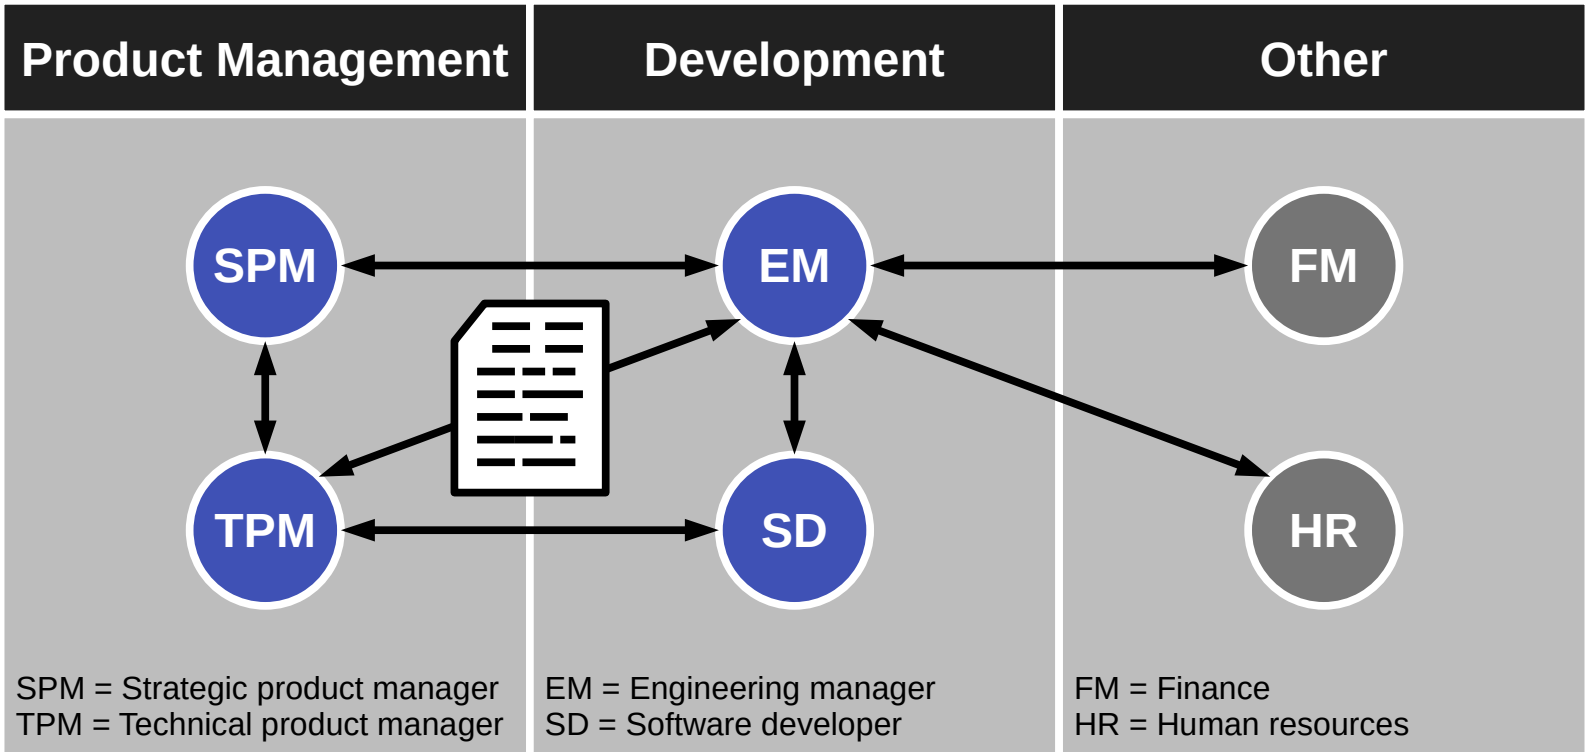 Product Management
Development
Other
SPM
EM
FM
TPM
SD
HR
SPM = Strategic product manager
TPM = Technical product manager
EM = Engineering manager
SD = Software developer
FM = Finance
HR = Human resources